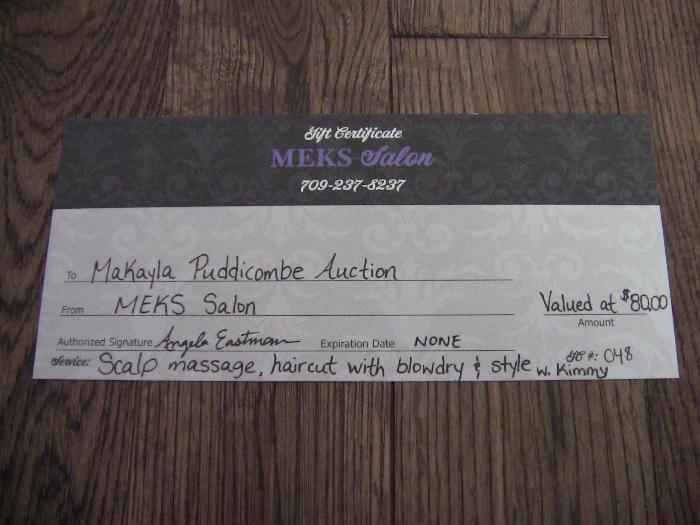 Gift Certificate
MEKS Salon
709-237-8237
To Makayla Puddicombe Auction
From MEKS Salon
Valued at $80.00
Amount
Authorized Signature Angela Eastman Expiration Date NONE
GC #: 048
Service: Scalp massage, haircut with blowdry & style w. Kimmy